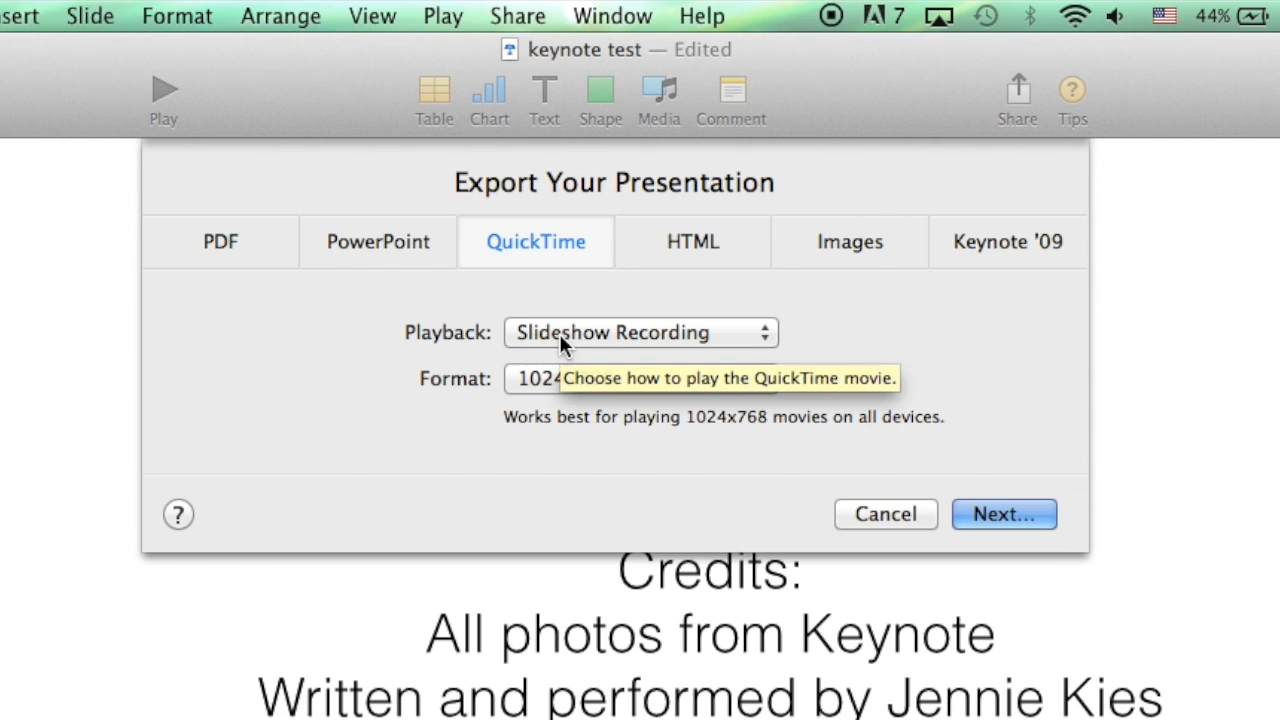 sert Slide Format Arrange View Play Share Window Help 7 44%
keynote test — Edited
Play Table Chart Text Shape Media Comment Share Tips
Export Your Presentation
PDF PowerPoint QuickTime HTML Images Keynote '09
Playback: Slideshow Recording
Format: 1024
Choose how to play the QuickTime movie.
Works best for playing 1024x768 movies on all devices.
? Cancel Next...
Credits:
All photos from Keynote
Written and performed by Jennie Kies